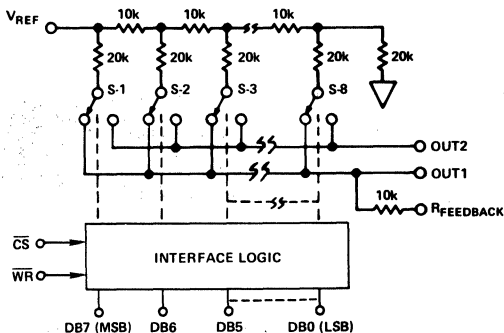 VREF
10k 10k 10k
20k 20k 20k 20k 20k
S-1 S-2 S-3 S-8
OUT2
OUT1
10k
RFEEDBACK
CS
WR
INTERFACE LOGIC
DB7 (MSB) DB6 DB5 DB0 (LSB)